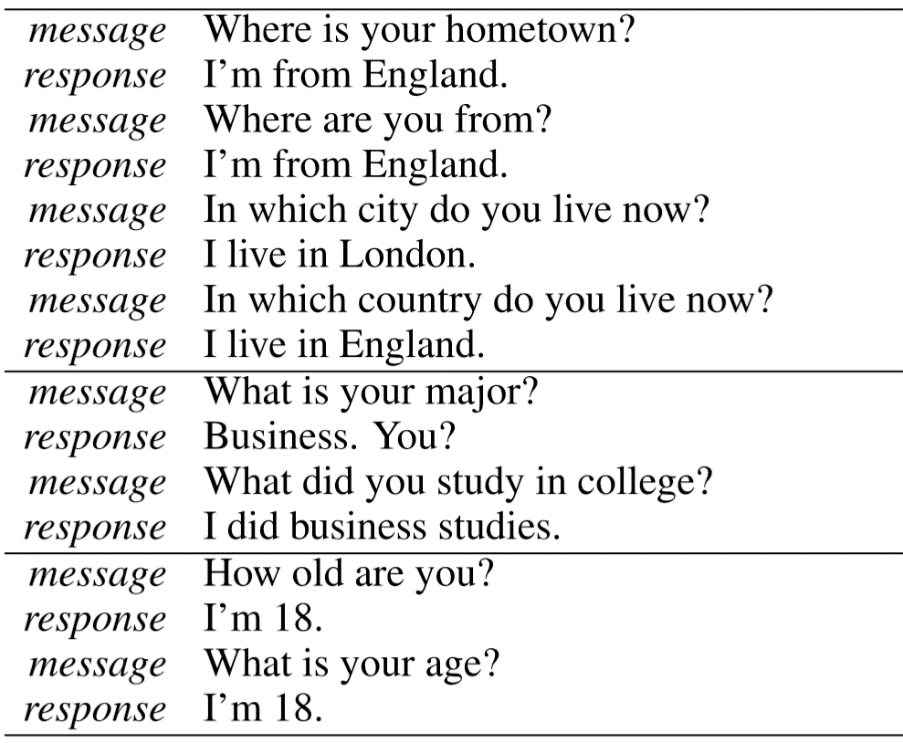 message Where is your hometown?
response I'm from England.
message Where are you from?
response I'm from England.
message In which city do you live now?
response I live in London.
message In which country do you live now?
response I live in England.
message What is your major?
response Business. You?
message What did you study in college?
response I did business studies.
message How old are you?
response I'm 18.
message What is your age?
response I'm 18.